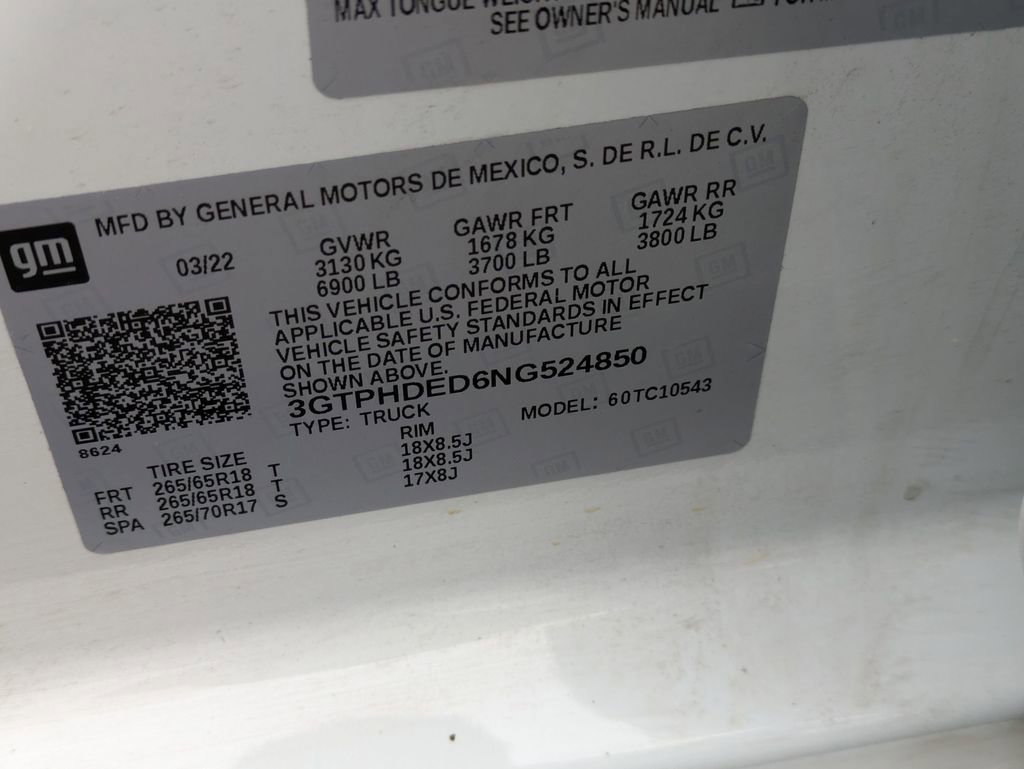 MAX TONGUE
SEE OWNER'S MANUAL
MFD BY GENERAL MOTORS DE MEXICO, S. DE R.L. DE C.V.
gm
03/22
GVWR GAWR FRT GAWR RR
3130 KG 1678 KG 1724 KG
6900 LB 3700 LB 3800 LB
THIS VEHICLE CONFORMS TO ALL
APPLICABLE U.S. FEDERAL MOTOR
VEHICLE SAFETY STANDARDS IN EFFECT
ON THE DATE OF MANUFACTURE
SHOWN ABOVE.
3GTPHDED6NG524850
TYPE: TRUCK MODEL: 60TC10543
8624
TIRE SIZE RIM
FRT 265/65R18 T 18X8.5J
RR 265/65R18 T 18X8.5J
SPA 265/70R17 S 17X8J